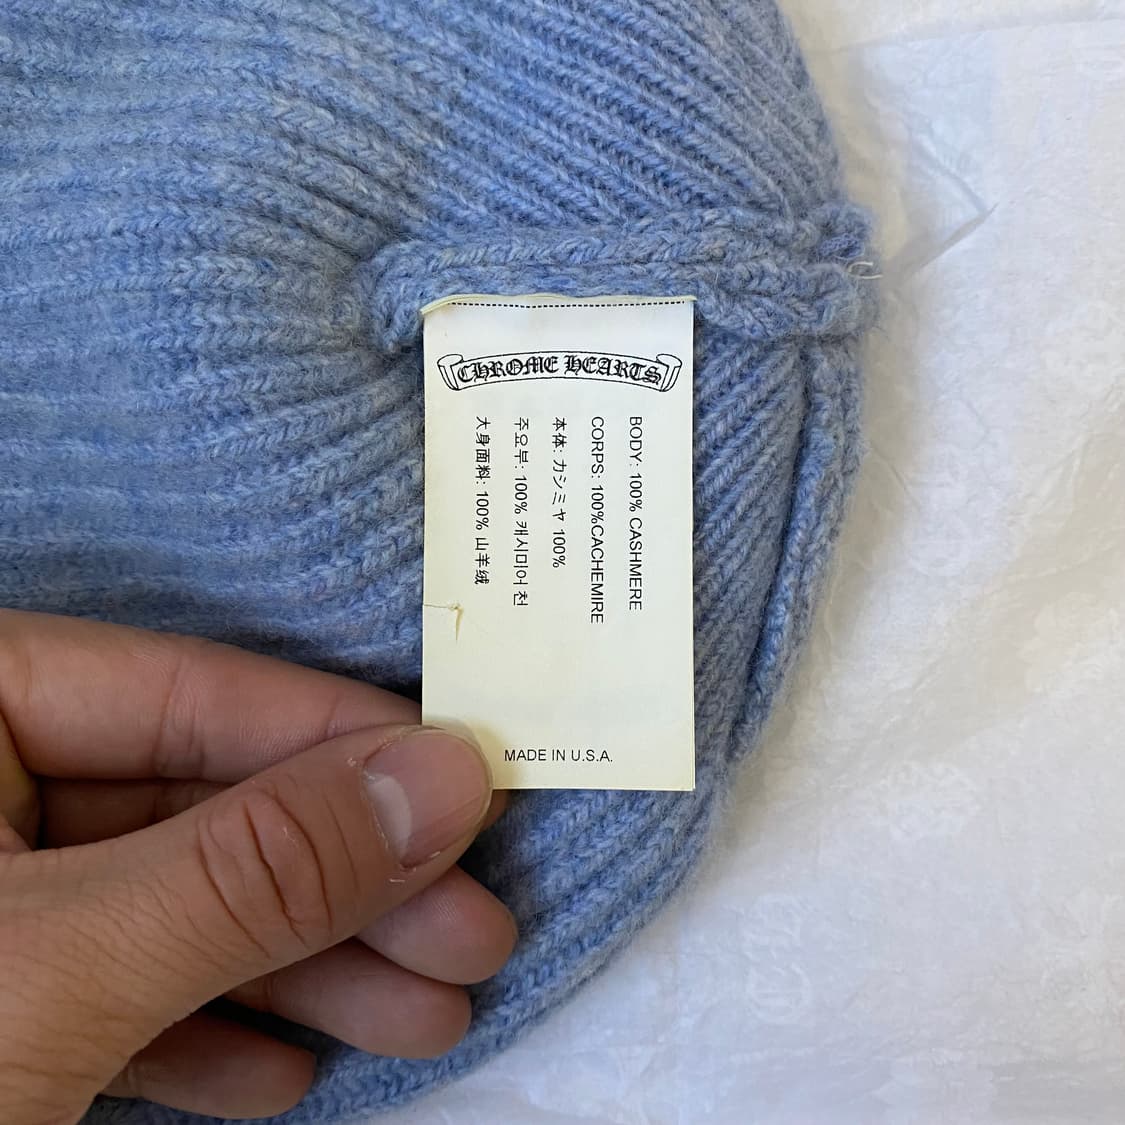 CHROME HEARTS
BODY: 100% CASHMERE
CORPS: 100%CACHEMIRE
本体: カシミヤ 100%
주요부: 100% 캐시미어 천
大身面料: 100% 山羊绒
MADE IN U.S.A.